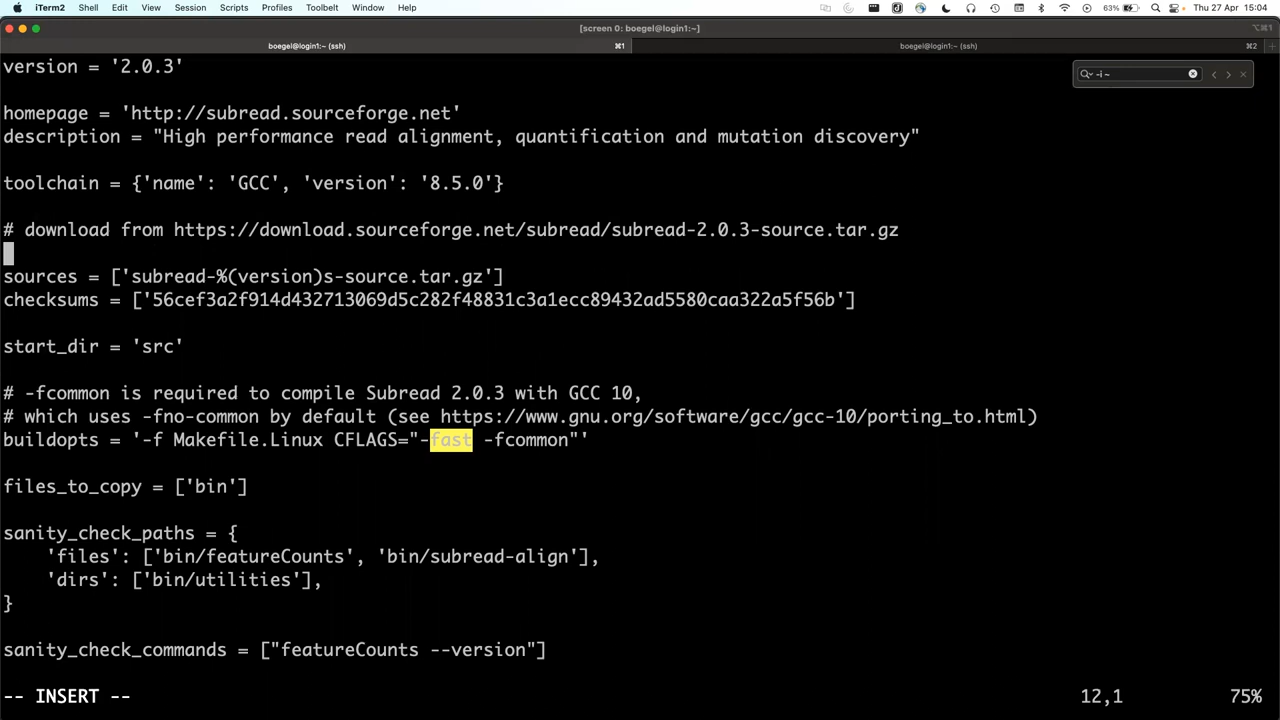 iTerm2 Shell Edit View Session Scripts Profiles Toolbelt Window Help 63% Thu 27 Apr 15:04
[screen 0: boegel@login1:~ (ssh) ⌥⌘1
boegel@login1:~ (ssh) ⌘1 boegel@login1:~ (ssh) ⌘2
-i ~
version = '2.0.3'
homepage = 'http://subread.sourceforge.net'
description = "High performance read alignment, quantification and mutation discovery"
toolchain = {'name': 'GCC', 'version': '8.5.0'}
# download from https://download.sourceforge.net/subread/subread-2.0.3-source.tar.gz
sources = ['subread-%(version)s-source.tar.gz']
checksums = ['56cef3a2f914d432713069d5c282f48831c3a1ecc89432ad5580caa322a5f56b']
start_dir = 'src'
# -fcommon is required to compile Subread 2.0.3 with GCC 10,
# which uses -fno-common by default (see https://www.gnu.org/software/gcc/gcc-10/porting_to.html)
buildopts = '-f Makefile.Linux CFLAGS="-fast -fcommon"'
files_to_copy = ['bin']
sanity_check_paths = {
'files': ['bin/featureCounts', 'bin/subread-align'],
'dirs': ['bin/utilities'],
}
sanity_check_commands = ["featureCounts --version"]
-- INSERT -- 12,1 75%